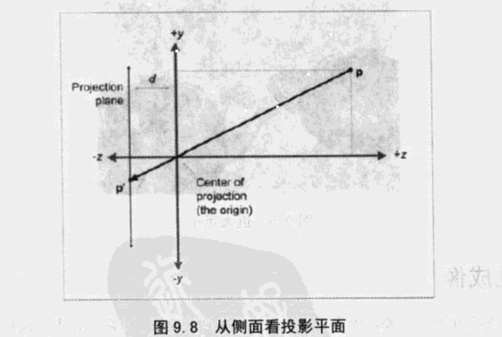 +y
Projection
plane
d
p
-z
+z
p'
Center of
projection
(the origin)
-y
图 9.8 从侧面看投影平面